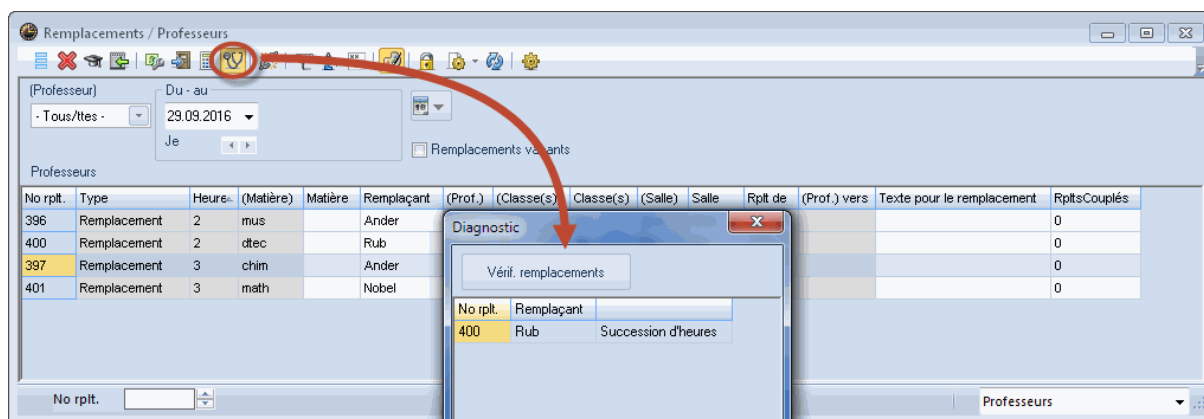 Remplacements / Professeurs
(Professeur)
Du - au
- Tous/ttes -
29.09.2016
Je
Remplacements vacants
Professeurs
No rplt. Type Heure (Matière) Matière Remplaçant (Prof.) (Classe(s) Classe(s) (Salle) Salle Rplt de (Prof.) vers Texte pour le remplacement RpltsCouplés
396 Remplacement 2 mus Ander 0
400 Remplacement 2 dtec Rub 0
397 Remplacement 3 chim Ander 0
401 Remplacement 3 math Nobel 0
Diagnostic
Vérif. remplacements
No rplt. Remplaçant
400 Rub Succession d'heures
No rplt.
Professeurs